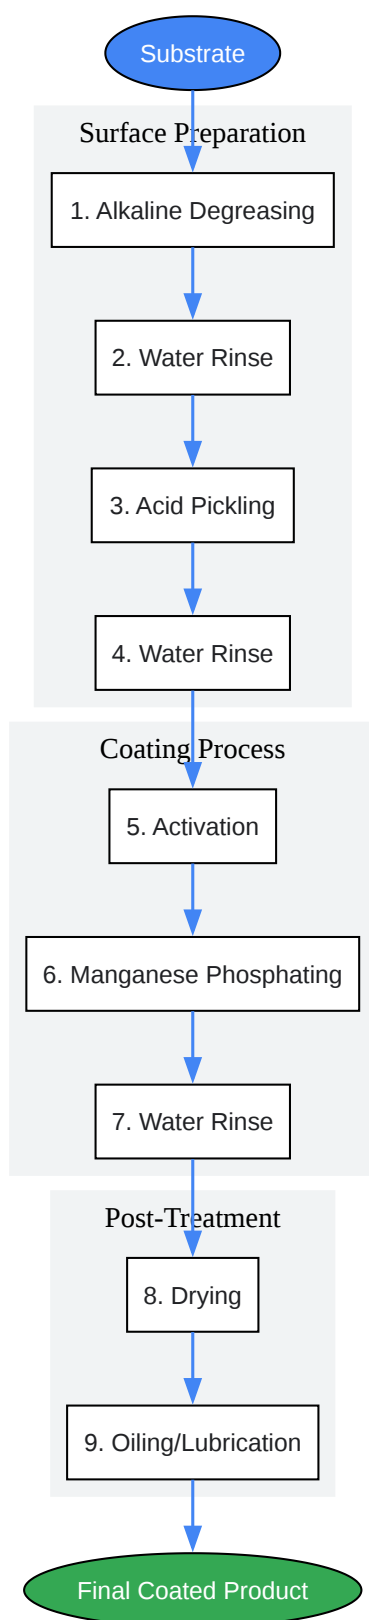 Substrate
Surface Preparation
1. Alkaline Degreasing
2. Water Rinse
3. Acid Pickling
4. Water Rinse
Coating Process
5. Activation
6. Manganese Phosphating
7. Water Rinse
Post-Treatment
8. Drying
9. Oiling/Lubrication
Final Coated Product